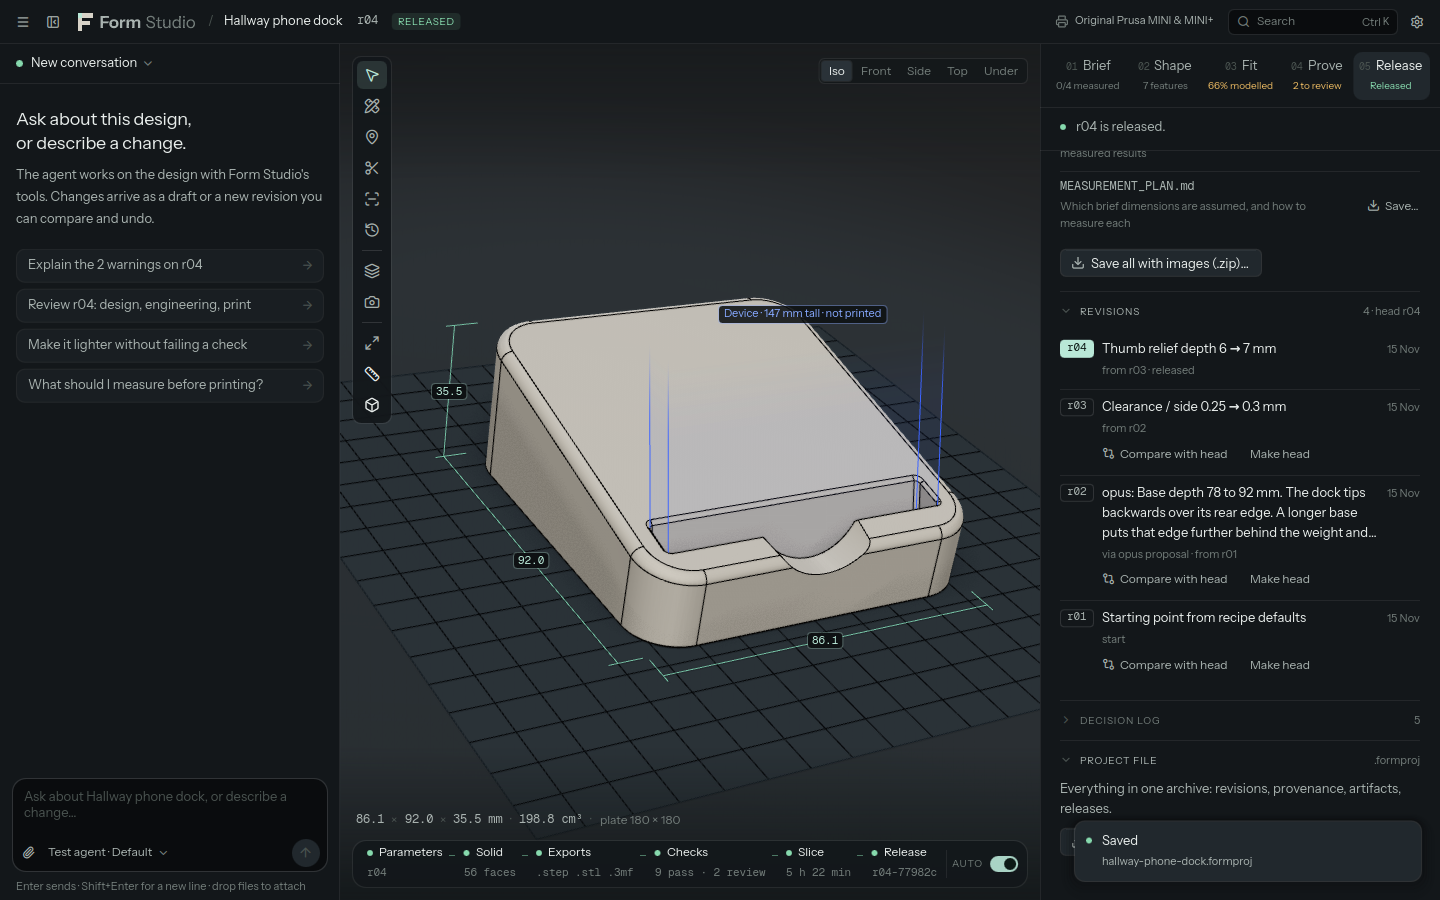 Form Studio / Hallway phone dock r04 RELEASED
Original Prusa MINI & MINI+
Search Ctrl K
New conversation
Ask about this design,
or describe a change.
The agent works on the design with Form Studio's
tools. Changes arrive as a draft or a new revision you
can compare and undo.
Explain the 2 warnings on r04
Review r04: design, engineering, print
Make it lighter without failing a check
What should I measure before printing?
Ask about Hallway phone dock, or describe a
change...
Test agent · Default
Enter sends · Shift+Enter for a new line · drop files to attach
Iso Front Side Top Under
Device · 147 mm tall · not printed
35.5
92.0
86.1
86.1 × 92.0 × 35.5 mm · 198.8 cm³ · plate 180 × 180
Parameters Solid Exports Checks Slice Release
r04 56 faces .step .stl .3mf 9 pass · 2 review 5 h 22 min r04-77982c
AUTO
01 Brief 02 Shape 03 Fit 04 Prove 05 Release
0/4 measured 7 features 66% modelled 2 to review Released
r04 is released.
measured results
MEASUREMENT_PLAN.md
Which brief dimensions are assumed, and how to
measure each
Save...
Save all with images (.zip)...
REVISIONS 4 · head r04
r04 Thumb relief depth 6 → 7 mm 15 Nov
from r03 · released
r03 Clearance / side 0.25 → 0.3 mm 15 Nov
from r02
Compare with head Make head
r02 opus: Base depth 78 to 92 mm. The dock tips 15 Nov
backwards over its rear edge. A longer base
puts that edge further behind the weight and...
via opus proposal · from r01
Compare with head Make head
r01 Starting point from recipe defaults 15 Nov
start
Compare with head Make head
DECISION LOG 5
PROJECT FILE .formproj
Everything in one archive: revisions, provenance, artifacts,
releases.
Saved
hallway-phone-dock.formproj